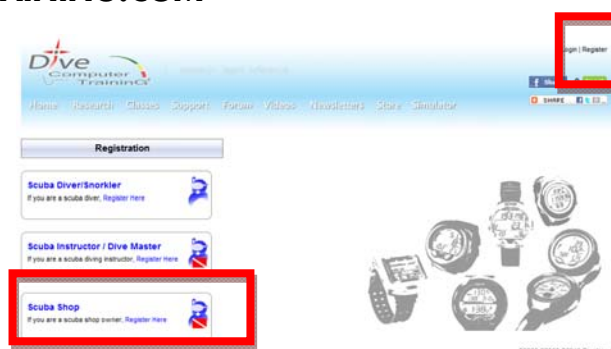 Login | Register
Dive
Computer
TraininG
SHARE
Home Research Classes Support Forum Videos Newsletters Store Simulator
Registration
Scuba Diver/Snorkler
If you are a scuba diver, Register Here
Scuba Instructor / Dive Master
If you are a scuba diving instructor, Register Here
Scuba Shop
If you are a scuba shop owner, Register Here